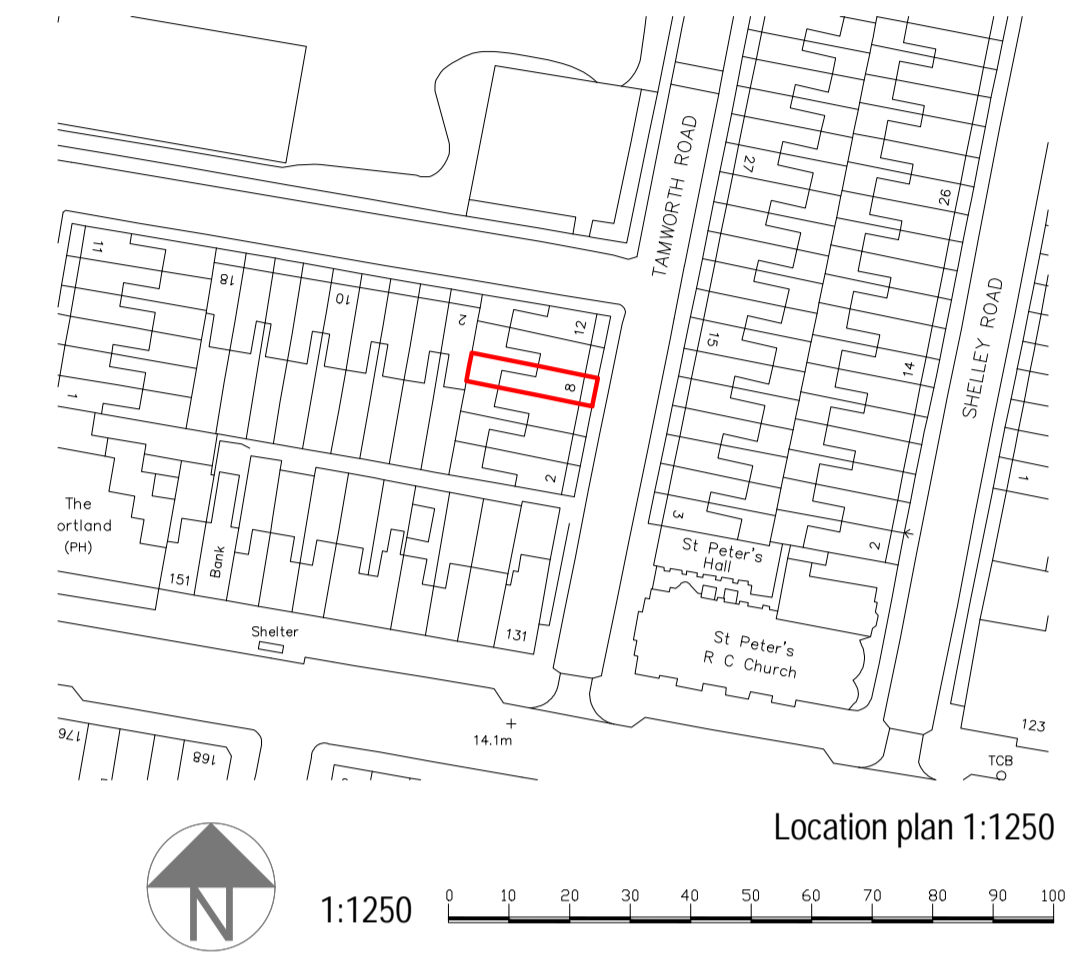 TAMWORTH ROAD
27
26
11
18
10
2
12
SHELLEY ROAD
15
14
8
1
2
1
The
ortland
(PH)
3
St Peter's
Hall
2
Bank
151
Shelter
131
St Peter's
R C Church
14.1m
176
168
123
TCB
Location plan 1:1250
N
1:1250
0 10 20 30 40 50 60 70 80 90 100